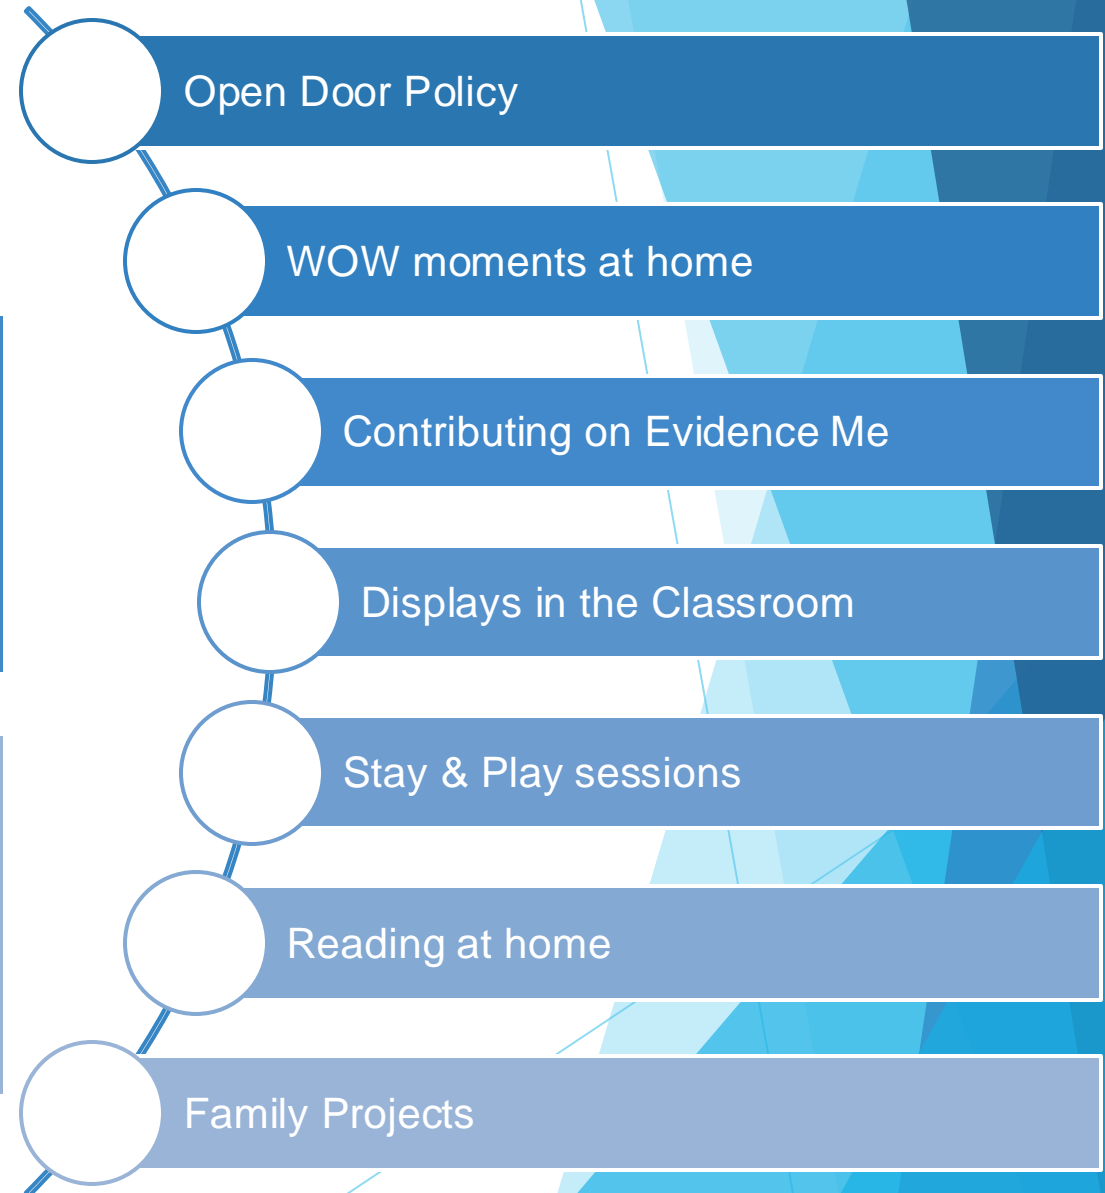 Open Door Policy
WOW moments at home
Contributing on Evidence Me
Displays in the Classroom
Stay & Play sessions
Reading at home
Family Projects